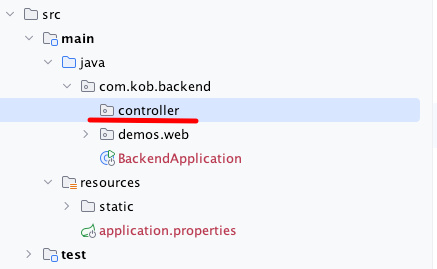 src
main
java
com.kob.backend
controller
demos.web
BackendApplication
resources
static
application.properties
test